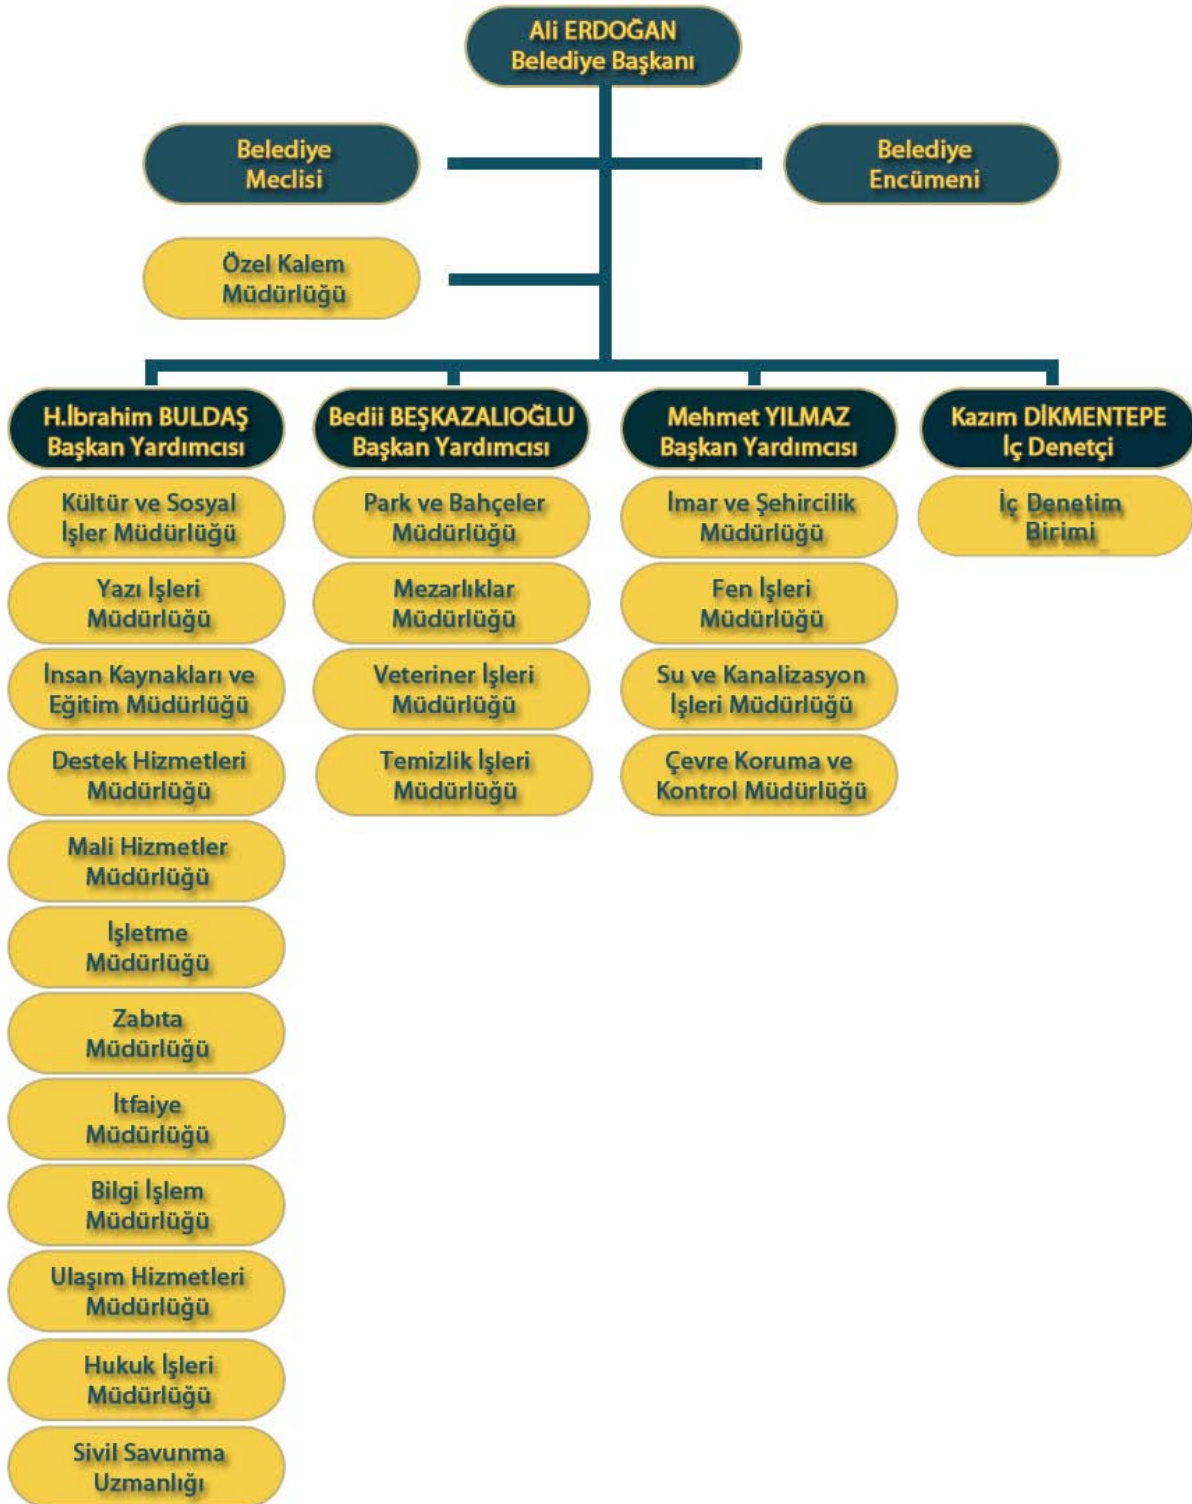 Ali ERDOĞAN
Belediye Başkanı
Belediye
Meclisi
Belediye
Encümeni
Özel Kalem
Müdürlüğü
H.İbrahim BULDAŞ
Başkan Yardımcısı
Kültür ve Sosyal
İşler Müdürlüğü
Yazı İşleri
Müdürlüğü
İnsan Kaynakları ve
Eğitim Müdürlüğü
Destek Hizmetleri
Müdürlüğü
Mali Hizmetler
Müdürlüğü
İşletme
Müdürlüğü
Zabıta
Müdürlüğü
İtfaiye
Müdürlüğü
Bilgi İşlem
Müdürlüğü
Ulaşım Hizmetleri
Müdürlüğü
Hukuk İşleri
Müdürlüğü
Sivil Savunma
Uzmanlığı
Bedii BEŞKAZALIOĞLU
Başkan Yardımcısı
Park ve Bahçeler
Müdürlüğü
Mezarlıklar
Müdürlüğü
Veteriner İşleri
Müdürlüğü
Temizlik İşleri
Müdürlüğü
Mehmet YILMAZ
Başkan Yardımcısı
İmar ve Şehircilik
Müdürlüğü
Fen İşleri
Müdürlüğü
Su ve Kanalizasyon
İşleri Müdürlüğü
Çevre Koruma ve
Kontrol Müdürlüğü
Kazım DİKMENTEPE
İç Denetçi
İç Denetim
Birimi